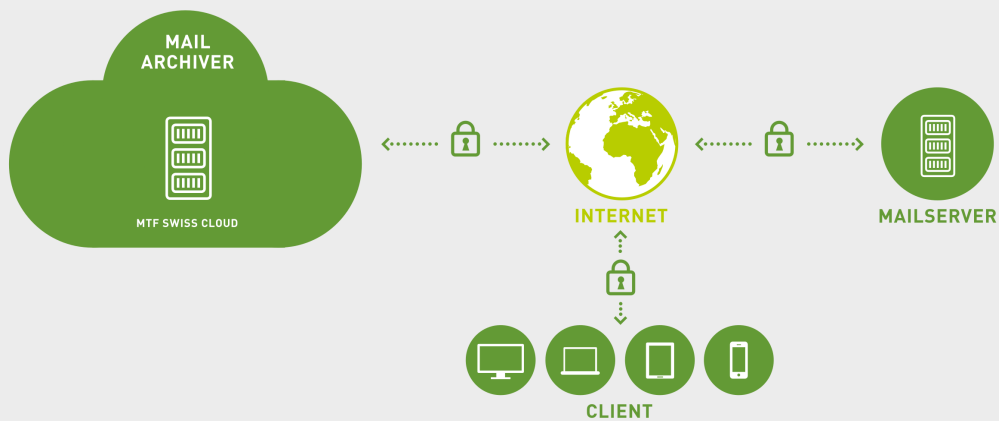 MAIL
ARCHIVER
MTF SWISS CLOUD
INTERNET
MAILSERVER
CLIENT